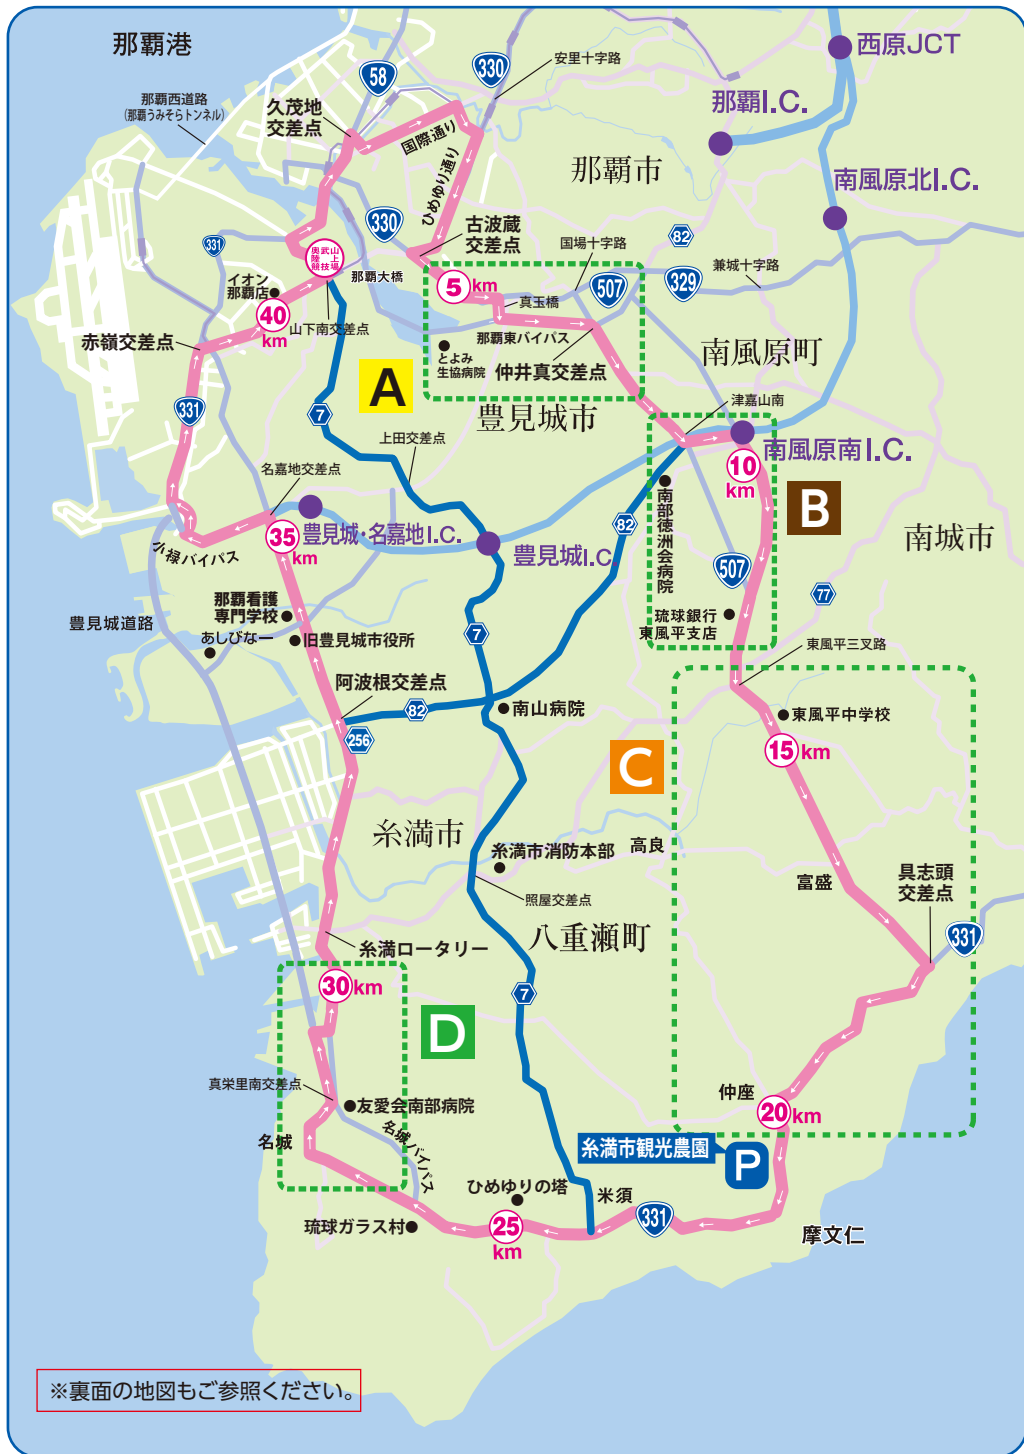 那覇港
西原JCT
安里十字路
330
58
那覇西道路
(那覇うみそらトンネル)
久茂地
交差点
国際通り
那覇I.C.
ひめゆり通り
那覇市
南風原北I.C.
330
古波蔵
交差点
82
331
奥武山
陸上
競技場
国場十字路
兼城十字路
イオン
那覇店
那覇大橋
5km
507
329
真玉橋
40
km
山下南交差点
那覇東バイパス
赤嶺交差点
とよみ
生協病院
仲井真交差点
南風原町
A
331
7
豊見城市
津嘉山南
上田交差点
南風原南I.C.
名嘉地交差点
10
km
南部徳洲会病院
B
82
豊見城・名嘉地I.C.
35
km
小禄バイパス
豊見城I.C
南城市
507
77
那覇看護
専門学校
琉球銀行
東風平支店
豊見城道路
あしびなー
旧豊見城市役所
7
東風平三叉路
阿波根交差点
82
南山病院
東風平中学校
256
15km
C
糸満市
高良
糸満市消防本部
具志頭
交差点
富盛
照屋交差点
八重瀬町
331
糸満ロータリー
30km
7
D
真栄里南交差点
仲座
友愛会南部病院
20km
名城
名城バイパス
糸満市観光農園
P
ひめゆりの塔
米須
331
琉球ガラス村
25
km
摩文仁
※裏面の地図もご参照ください。